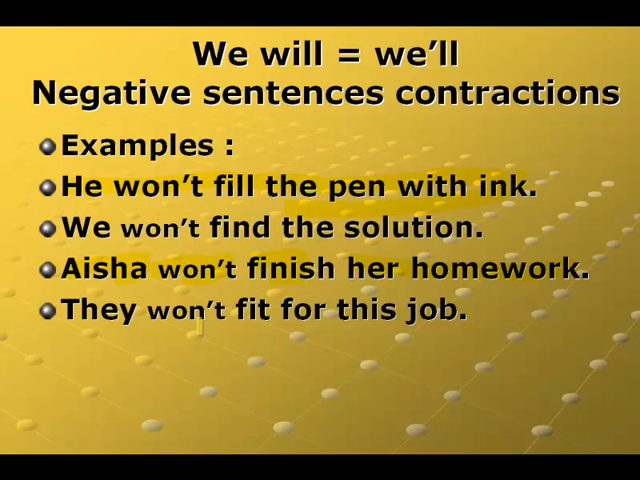 We will = we’ll
Negative sentences contractions
Examples :
He won’t fill the pen with ink.
We won’t find the solution.
Aisha won’t finish her homework.
They won’t fit for this job.